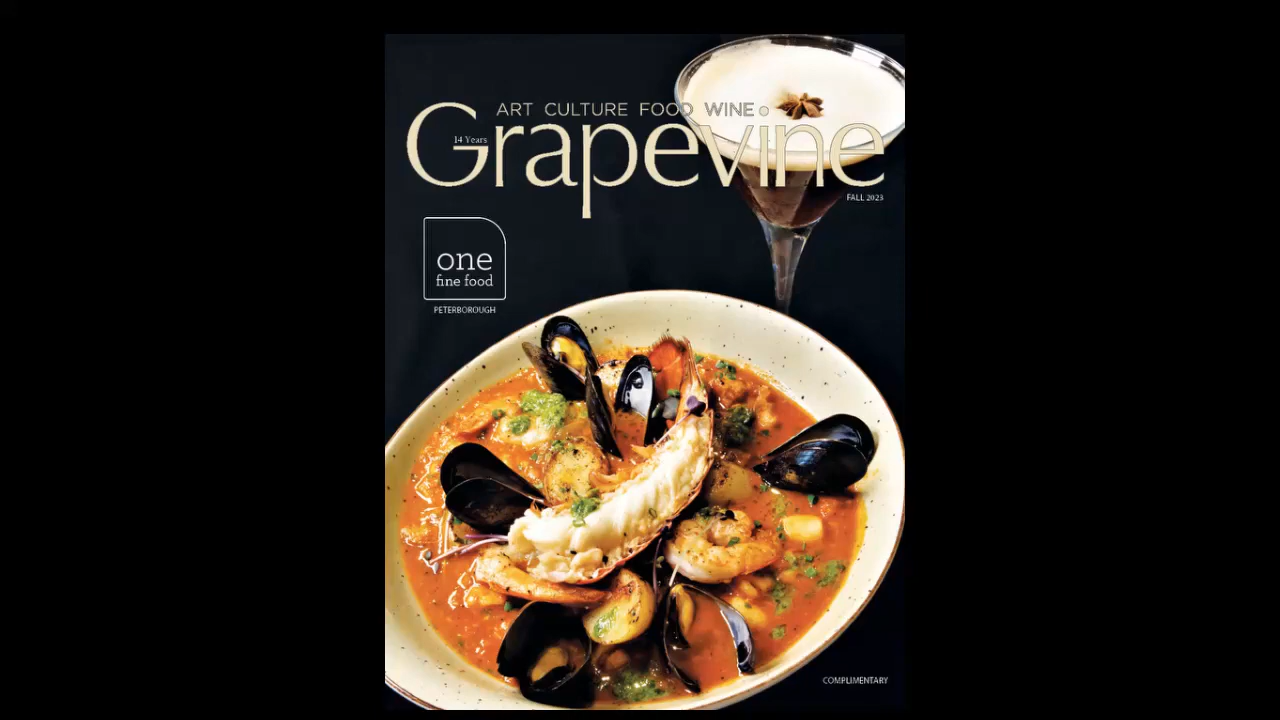 ART CULTURE FOOD WINE
Grapevine
14 Years
FALL 2023
one
fine food
PETERBOROUGH
COMPLIMENTARY